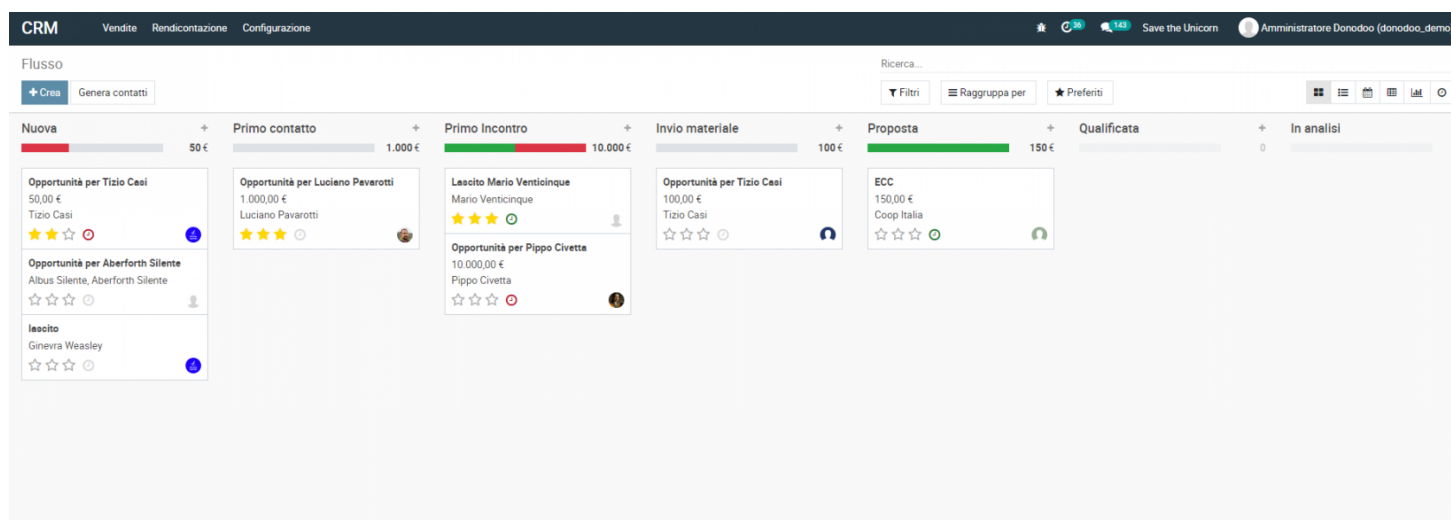 CRM Vendite Rendicontazione Configurazione 36 143 Save the Unicorn Amministratore Donodoo (donodoo_demo
Flusso
Ricerca...
+ Crea Genera contatti Filtri Raggruppa per Preferiti
Nuova +
50 €
Opportunità per Tizio Casi
50,00 €
Tizio Casi
Opportunità per Aberforth Silente
Albus Silente, Aberforth Silente
lascito
Ginevra Weasley
Primo contatto +
1.000 €
Opportunità per Luciano Pavarotti
1.000,00 €
Luciano Pavarotti
Primo Incontro +
10.000 €
Lascito Mario Venticinque
Mario Venticinque
Opportunità per Pippo Civetta
10.000,00 €
Pippo Civetta
Invio materiale +
100 €
Opportunità per Tizio Casi
100,00 €
Tizio Casi
Proposta +
150 €
ECC
150,00 €
Coop Italia
Qualificata +
0
In analisi